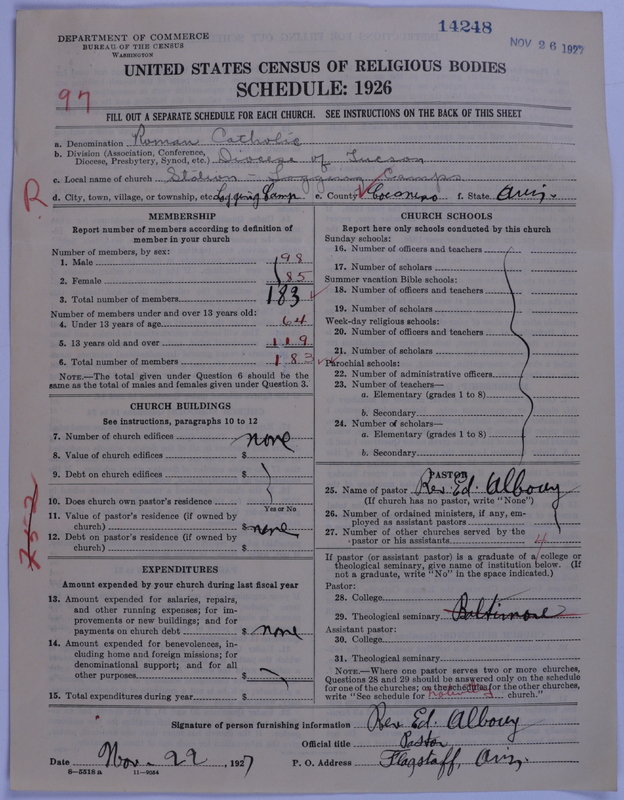 14248
NOV 26 1927
DEPARTMENT OF COMMERCE
BUREAU OF THE CENSUS
WASHINGTON
UNITED STATES CENSUS OF RELIGIOUS BODIES
SCHEDULE: 1926
97
FILL OUT A SEPARATE SCHEDULE FOR EACH CHURCH. SEE INSTRUCTIONS ON THE BACK OF THIS SHEET
a. Denomination Roman Catholic
b. Division (Association, Conference, Diocese, Presbytery, Synod, etc.) Diocese of Tucson
c. Local name of church Station - Logging Camps
R
d. City, town, village, or township, etc. Logging Camp e. County Coconino f. State Ariz.
MEMBERSHIP
Report number of members according to definition of
member in your church
Number of members, by sex:
1. Male 98
2. Female 85
3. Total number of members 183
Number of members under and over 13 years old:
4. Under 13 years of age 64
5. 13 years old and over 119
6. Total number of members 183
NOTE.—The total given under Question 6 should be
same as the total of males and females given under Question 3.
CHURCH BUILDINGS
See instructions, paragraphs 10 to 12
7. Number of church edifices none
8. Value of church edifices $
9. Debt on church edifices $
10. Does church own pastor's residence
Yes or No
11. Value of pastor's residence (if owned by
church) $ none
12. Debt on pastor's residence (if owned by
church) $
752
EXPENDITURES
Amount expended by your church during last fiscal year
13. Amount expended for salaries, repairs,
and other running expenses; for im-
provements or new buildings; and for
payments on church debt $ none
14. Amount expended for benevolences, in-
cluding home and foreign missions; for
denominational support; and for all
other purposes $
15. Total expenditures during year $
CHURCH SCHOOLS
Report here only schools conducted by this church
Sunday schools:
16. Number of officers and teachers
17. Number of scholars
Summer vacation Bible schools:
18. Number of officers and teachers
19. Number of scholars
Week-day religious schools:
20. Number of officers and teachers
21. Number of scholars
Parochial schools:
22. Number of administrative officers
23. Number of teachers—
a. Elementary (grades 1 to 8)
b. Secondary
24. Number of scholars—
a. Elementary (grades 1 to 8)
b. Secondary
PASTOR
25. Name of pastor Rev Ed. Albouy
(If church has no pastor, write "None")
26. Number of ordained ministers, if any, em-
ployed as assistant pastors
27. Number of other churches served by the
pastor or his assistants 4
If pastor (or assistant pastor) is a graduate of a college or
theological seminary, give name of institution below. (If
not a graduate, write "No" in the space indicated.)
Pastor:
28. College
29. Theological seminary Baltimore
Assistant pastor:
30. College
31. Theological seminary
NOTE.—Where one pastor serves two or more churches,
Questions 28 and 29 should be answered only on the schedule
for one of the churches; on the schedules for the other churches,
write "See schedule for church."
Signature of person furnishing information Rev Ed. Albouy
Official title Pastor
Date Nov. 22, 1927 P. O. Address Flagstaff, Ariz.
8-5318 a 11-9054